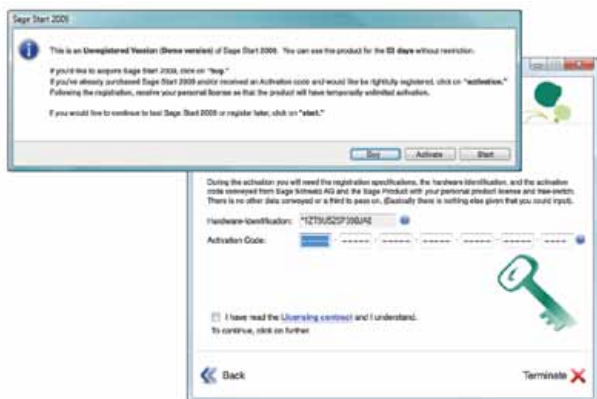 Sage Start 2009
This is an Unregistered Version (Demo version) of Sage Start 2009. You can use the product for the 53 days without restriction.
If you'd like to acquire Sage Start 2009, click on "buy."
If you've already purchased Sage Start 2009 and/or received an Activation code and would like be rightfully registered, click on "activation."
Following the registration, receive your personal license so that the product will have temporally unlimited activation.
If you would like to continue to test Sage Start 2009 or register later, click on "start."
Buy Activate Start
During the activation you will need the registration specifications, the hardware identification, and the activation
code conveyed from Sage Schweiz AG and the Sage Product with your personal product license and free-switch.
There is no other data conveyed or a third to pass on. (Basically there is nothing else given that you could input).
Hardware-Identification:
Activation Code:
I have read the Licensing contract and I understand.
To continue, click on further
Back
Terminate